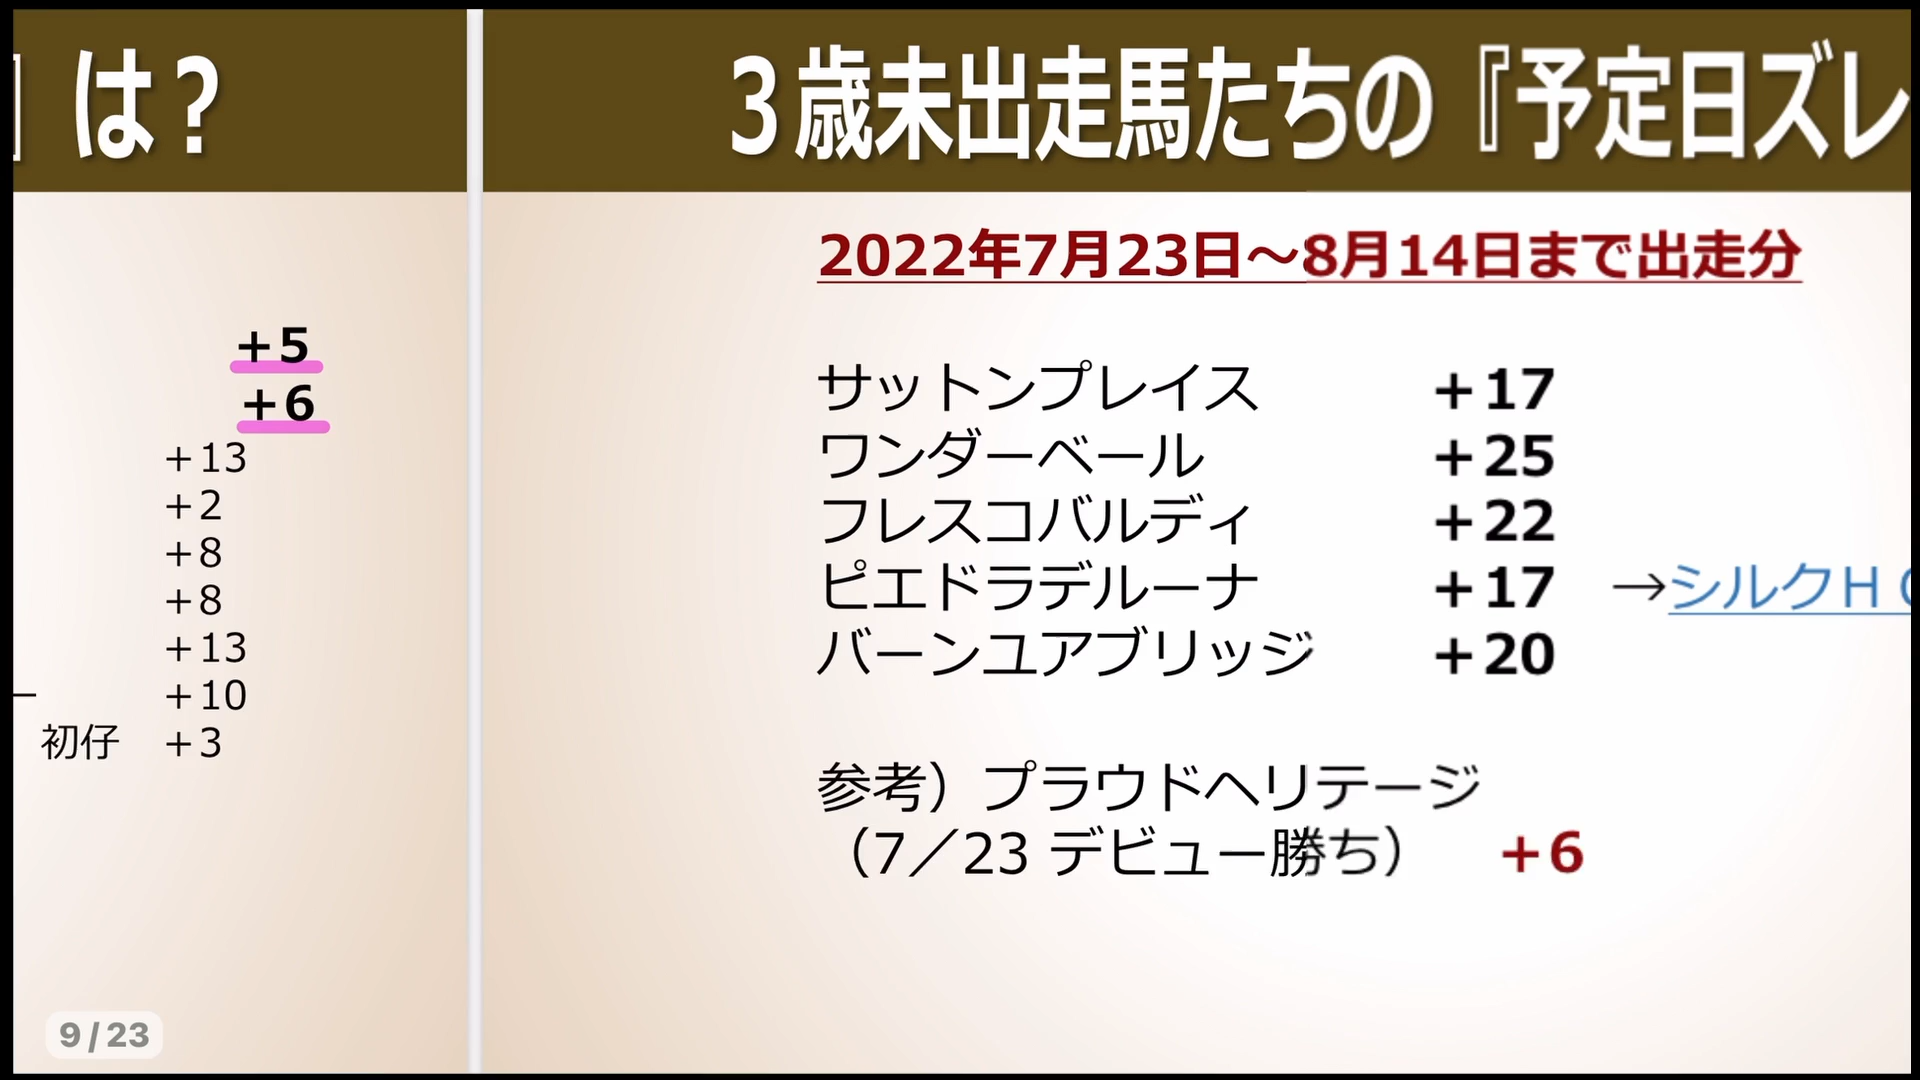 』は？
+5
+6
+13
+2
+8
+8
+13
ー +10
初仔 +3
３歳未出走馬たちの『予定日ズレ
2022年7月23日～8月14日まで出走分
サットンプレイス +17
ワンダーベール +25
フレスコバルディ +22
ピエドラデルーナ +17 →シルクＨ
バーンユアブリッジ +20
参考）プラウドヘリテージ
（7／23 デビュー勝ち） +6
9 / 23